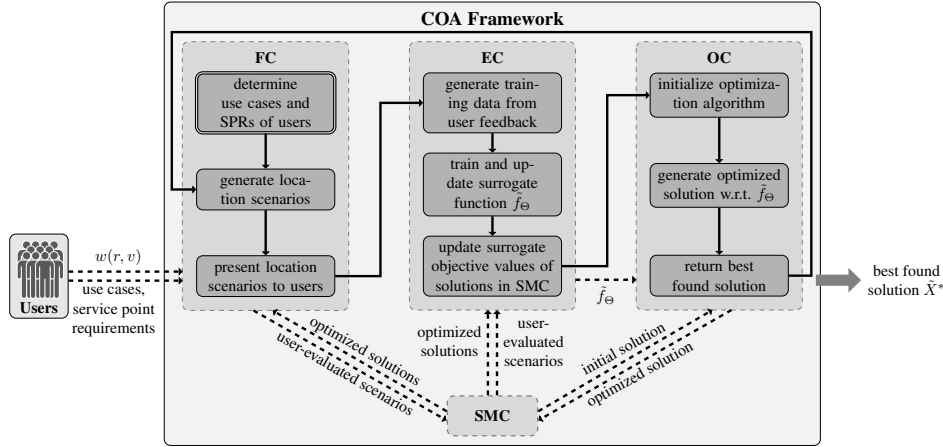 COA Framework
FC
determine
use cases and
SPRs of users
generate loca-
tion scenarios
present location
scenarios to users
EC
generate train-
ing data from
user feedback
train and up-
date surrogate
function f̃_Θ
update surrogate
objective values of
solutions in SMC
OC
initialize optimiza-
tion algorithm
generate optimized
solution w.r.t. f̃_Θ
return best
found solution
Users
w(r, v)
use cases,
service point
requirements
f̃_Θ
best found
solution X̃*
optimized solutions
user-evaluated scenarios
optimized
solutions
user-
evaluated
scenarios
initial solution
optimized solution
SMC